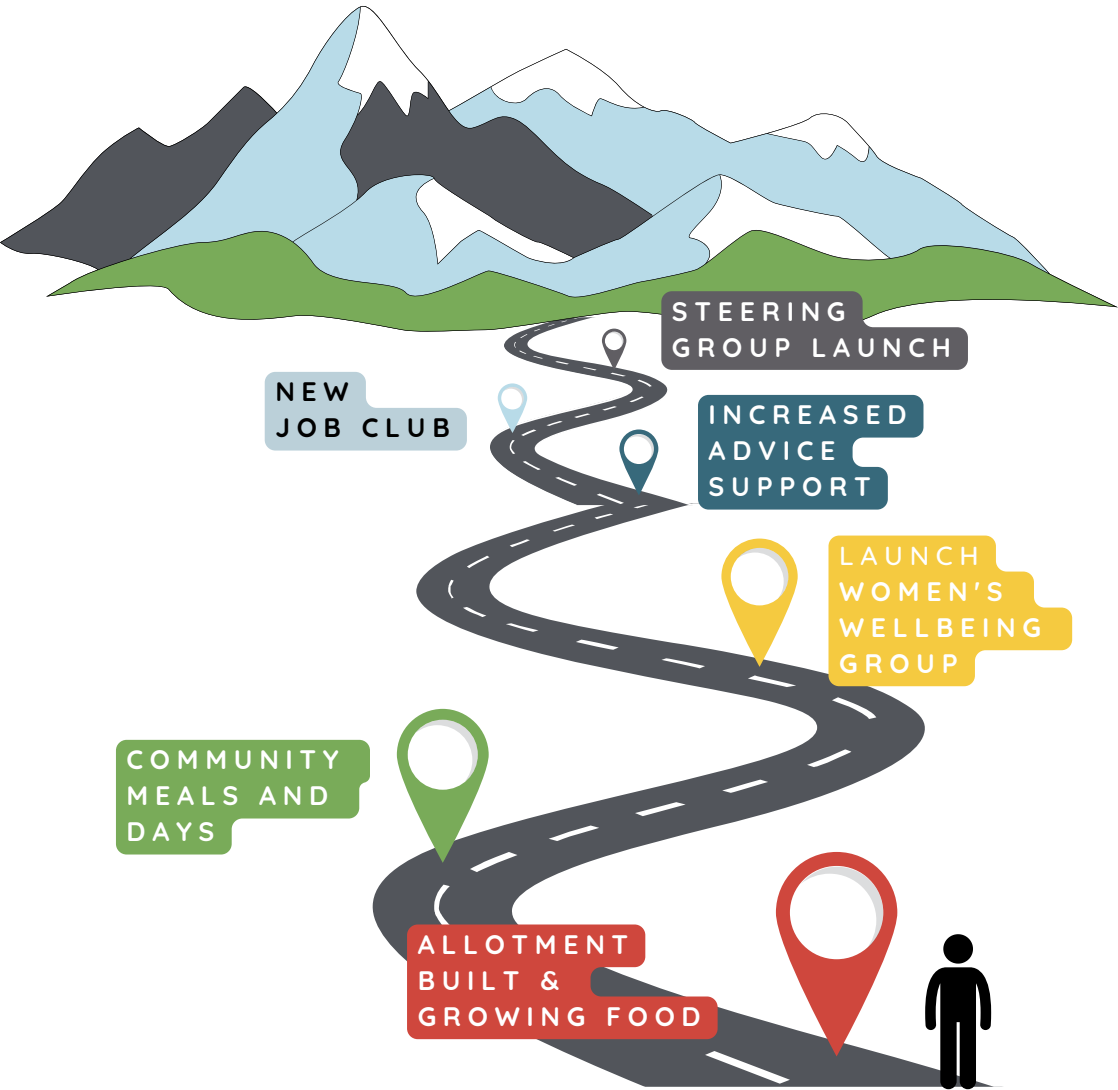 STEERING
GROUP LAUNCH
NEW
JOB CLUB
INCREASED
ADVICE
SUPPORT
LAUNCH
WOMEN'S
WELLBEING
GROUP
COMMUNITY
MEALS AND
DAYS
ALLOTMENT
BUILT &
GROWING FOOD